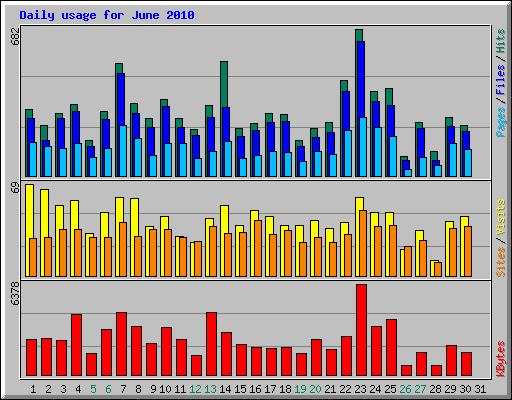 Daily usage for June 2010
682
Pages / Files / Hits
69
Sites / Visits
6378
KBytes
1 2 3 4 5 6 7 8 9 10 11 12 13 14 15 16 17 18 19 20 21 22 23 24 25 26 27 28 29 30 31